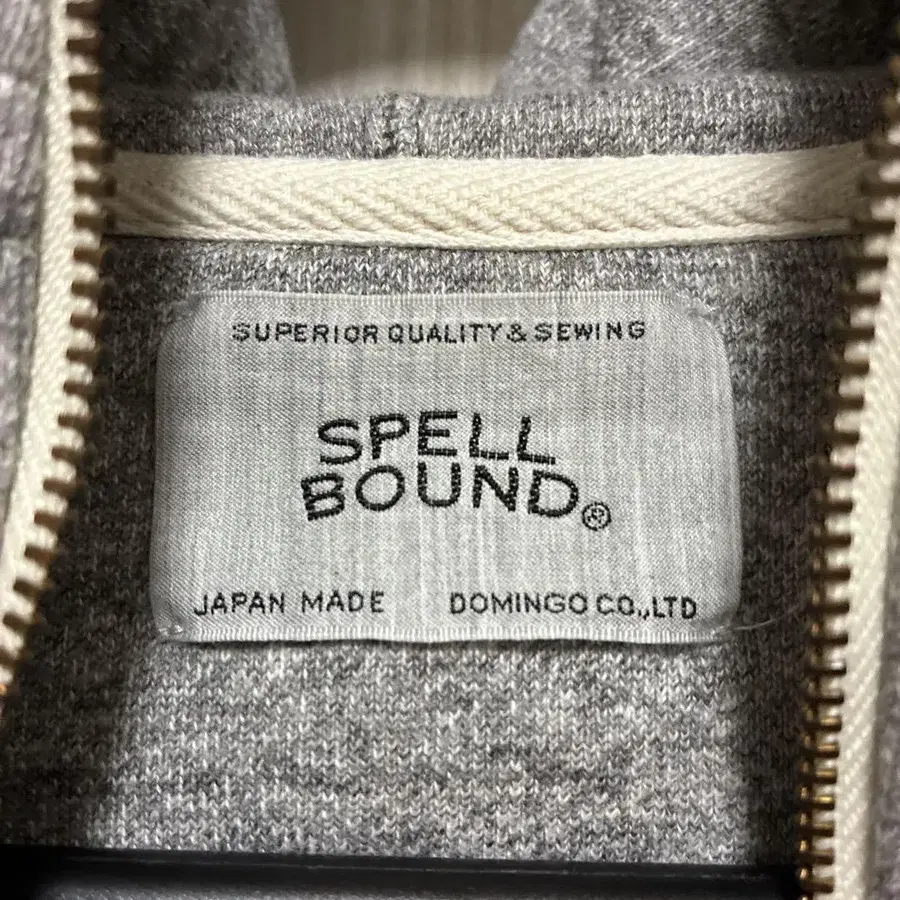 SUPERIOR QUALITY & SEWING
SPELL
BOUND®
JAPAN MADE DOMINGO CO.,LTD